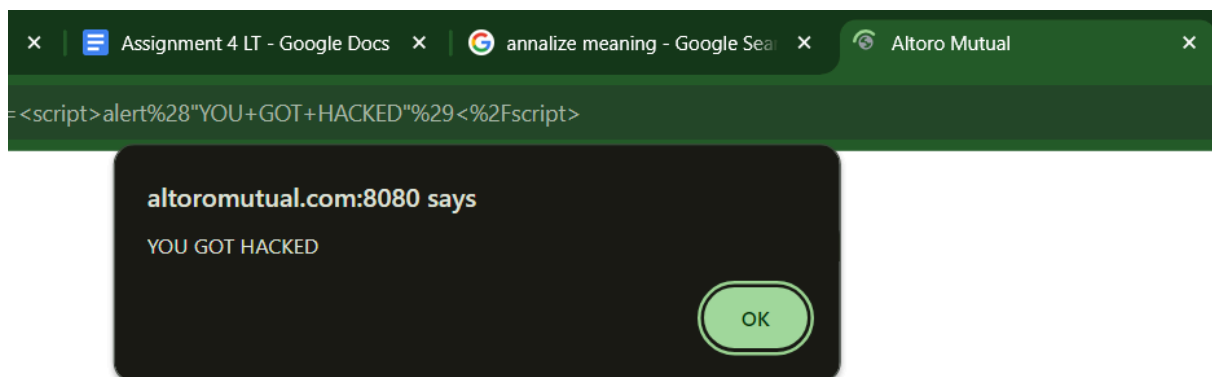 Assignment 4 LT - Google Docs
annalize meaning - Google Sear
Altoro Mutual
=<script>alert%28"YOU+GOT+HACKED"%29<%2Fscript>
altoromutual.com:8080 says
YOU GOT HACKED
OK